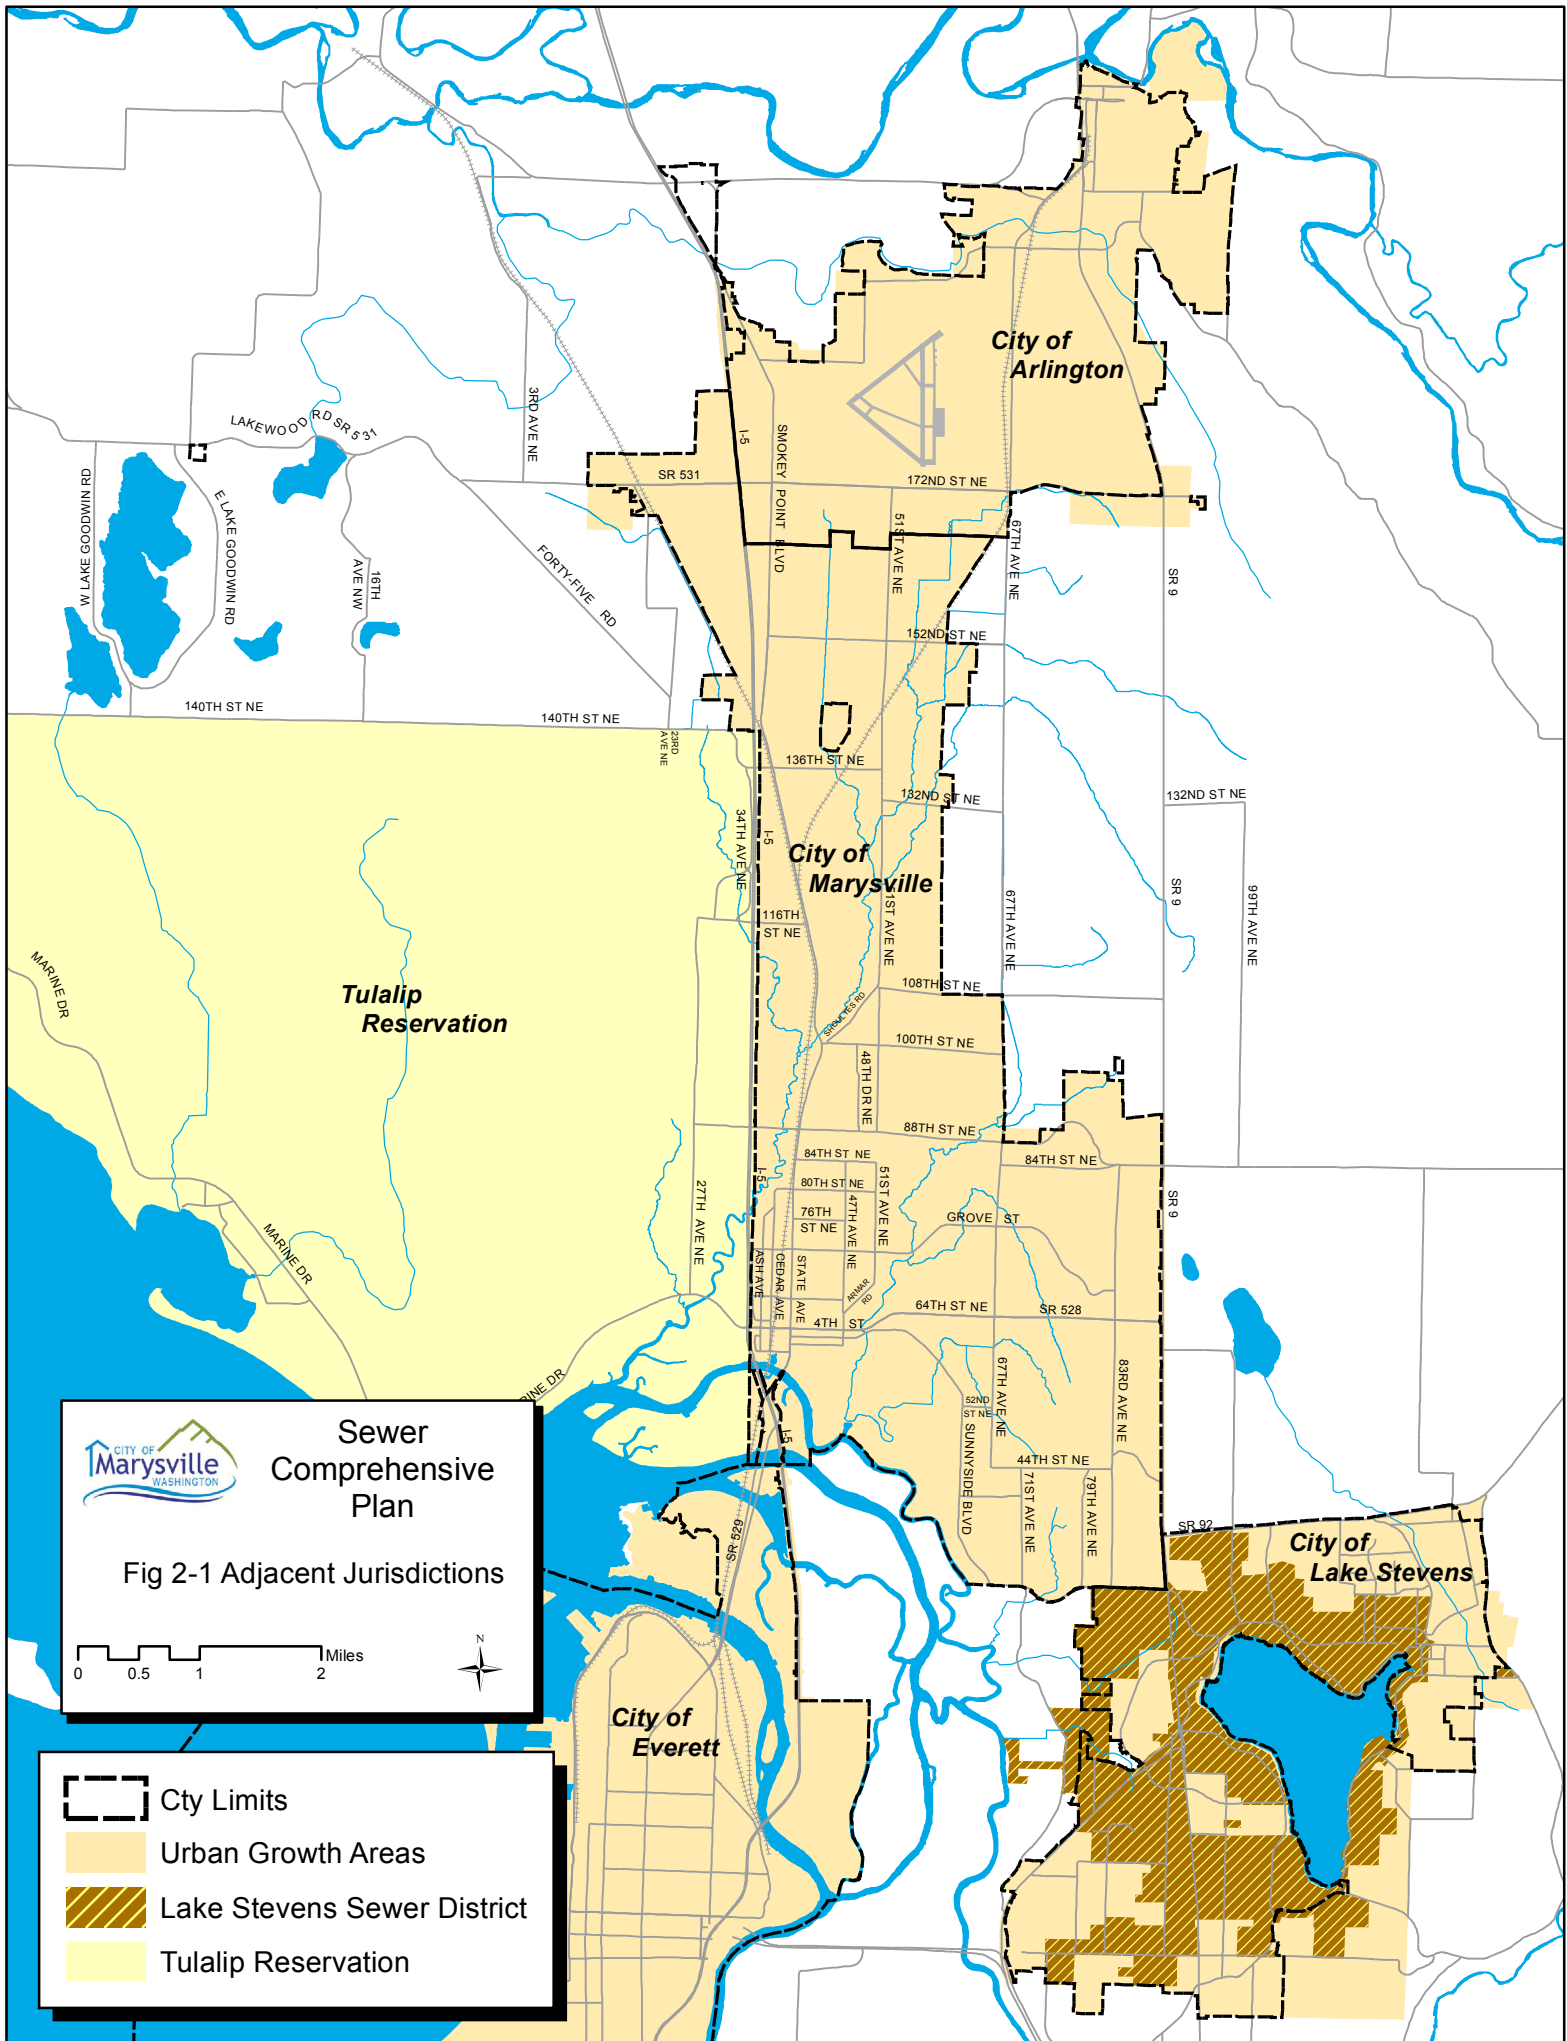 City of
Arlington
LAKEWOOD RD SR 531
3RD AVE NE
I-5
SMOKEY POINT BLVD
SR 531
172ND ST NE
W LAKE GOODWIN RD
E LAKE GOODWIN RD
51ST AVE NE
67TH AVE NE
FORTY-FIVE RD
16TH
AVE NW
SR 9
152ND ST NE
140TH ST NE
140TH ST NE
23RD
AVE NE
136TH ST NE
132ND ST NE
132ND ST NE
34TH AVE NE
I-5
City of
Marysville
51ST AVE NE
67TH AVE NE
SR 9
99TH AVE NE
116TH
ST NE
MARINE DR
Tulalip
Reservation
108TH ST NE
SHOULTES RD
100TH ST NE
48TH DR NE
88TH ST NE
84TH ST NE
84TH ST NE
I-5
27TH AVE NE
80TH ST NE
47TH AVE NE
51ST AVE NE
76TH
ST NE
GROVE ST
SR 9
MARINE DR
ASH AVE
CEDAR AVE
STATE AVE
ARMAR
RD
64TH ST NE
SR 528
4TH ST
67TH AVE NE
83RD AVE NE
RINE DR
52ND
ST NE
SUNNYSIDE BLVD
I-5
44TH ST NE
71ST AVE NE
79TH AVE NE
SR 529
SR 92
City of
Lake Stevens
CITY OF
Marysville
WASHINGTON
Sewer
Comprehensive
Plan
Fig 2-1 Adjacent Jurisdictions
Miles
0 0.5 1 2
N
City of
Everett
Cty Limits
Urban Growth Areas
Lake Stevens Sewer District
Tulalip Reservation